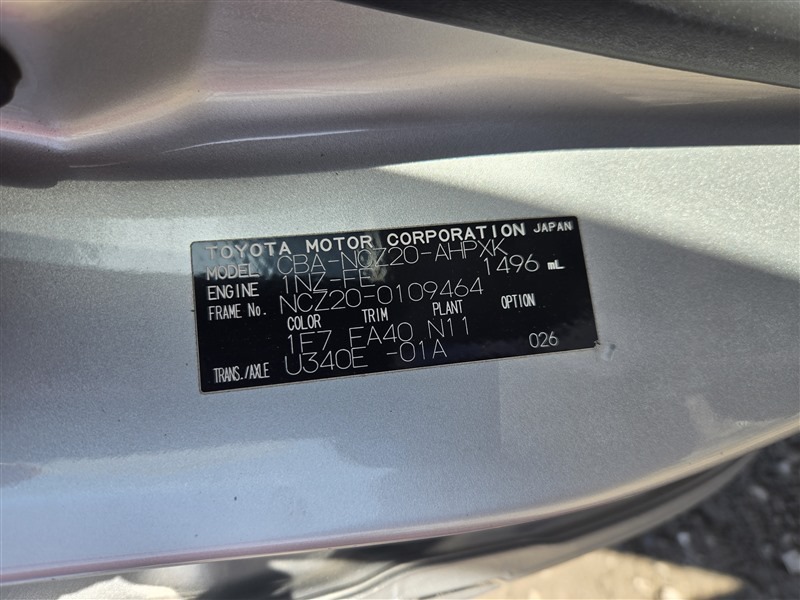 TOYOTA MOTOR CORPORATION JAPAN
MODEL CBA-NCZ20-AHPXK
ENGINE 1NZ-FE 1496 mL
FRAME No. NCZ20-0109464
COLOR TRIM PLANT OPTION
1E7 EA40 N11
TRANS./AXLE U340E -01A 026